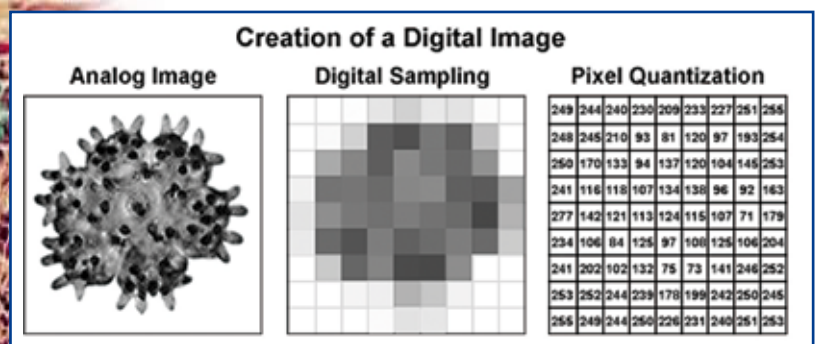 Creation of a Digital Image
Analog Image Digital Sampling Pixel Quantization
249 244 240 230 209 233 227 251 255
248 245 210 93 81 120 97 193 254
250 170 133 94 137 120 104 145 253
241 116 118 107 134 138 96 92 163
277 142 121 113 124 115 107 71 179
234 106 84 125 97 108 125 106 204
241 202 102 132 75 73 141 246 252
253 252 244 239 178 199 242 250 245
255 249 244 250 226 231 240 251 253